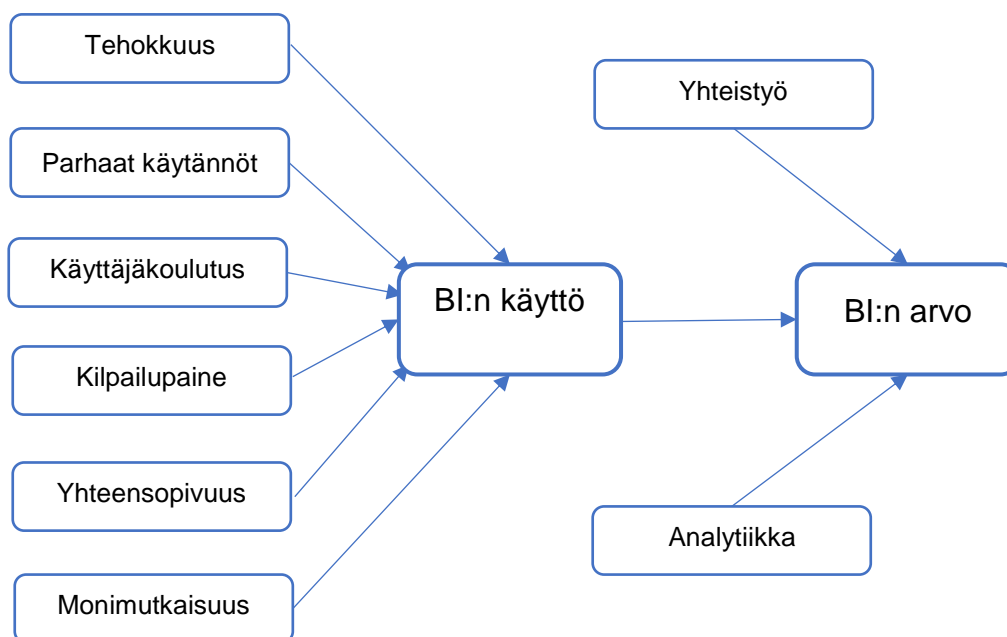 Tehokkuus
Parhaat käytännöt
Käyttäjäkoulutus
Kilpailupaine
Yhteensopivuus
Monimutkaisuus
BI:n käyttö
Yhteistyö
BI:n arvo
Analytiikka